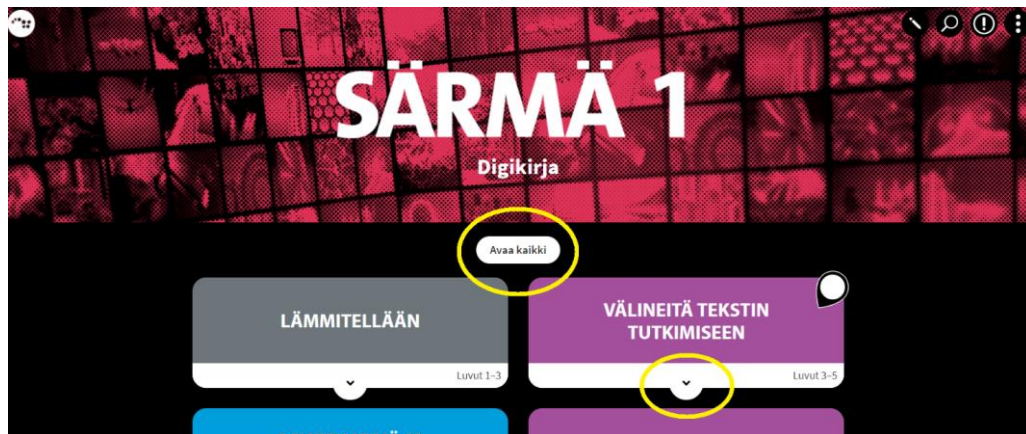 SÄRMÄ 1
Digikirja
Avaa kaikki
LÄMMITELLÄÄN
Luvut 1–3
VÄLINEITÄ TEKSTIN
TUTKIMISEEN
Luvut 3–5